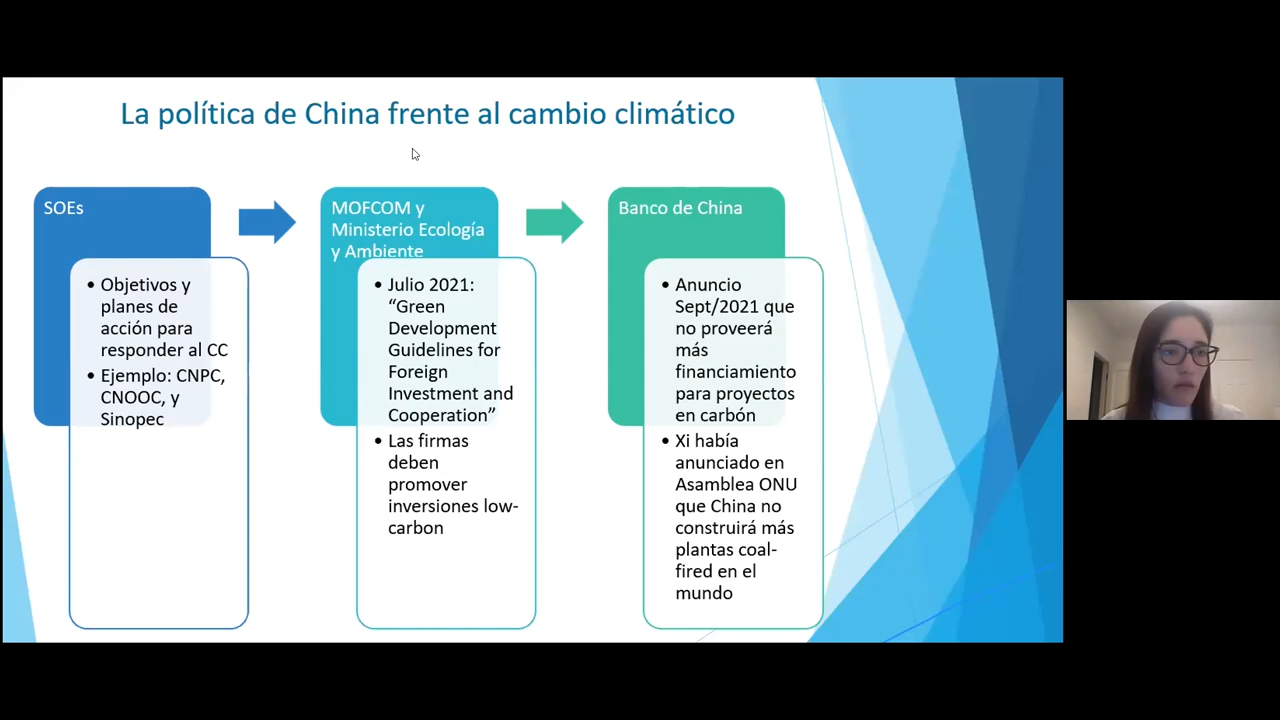 La política de China frente al cambio climático
SOEs
• Objetivos y
planes de
acción para
responder al CC
• Ejemplo: CNPC,
CNOOC, y
Sinopec
MOFCOM y
Ministerio Ecología
y Ambiente
• Julio 2021:
“Green
Development
Guidelines for
Foreign
Investment and
Cooperation”
• Las firmas
deben
promover
inversiones low-
carbon
Banco de China
• Anuncio
Sept/2021 que
no proveerá
más
financiamiento
para proyectos
en carbón
• Xi había
anunciado en
Asamblea ONU
que China no
construirá más
plantas coal-
fired en el
mundo